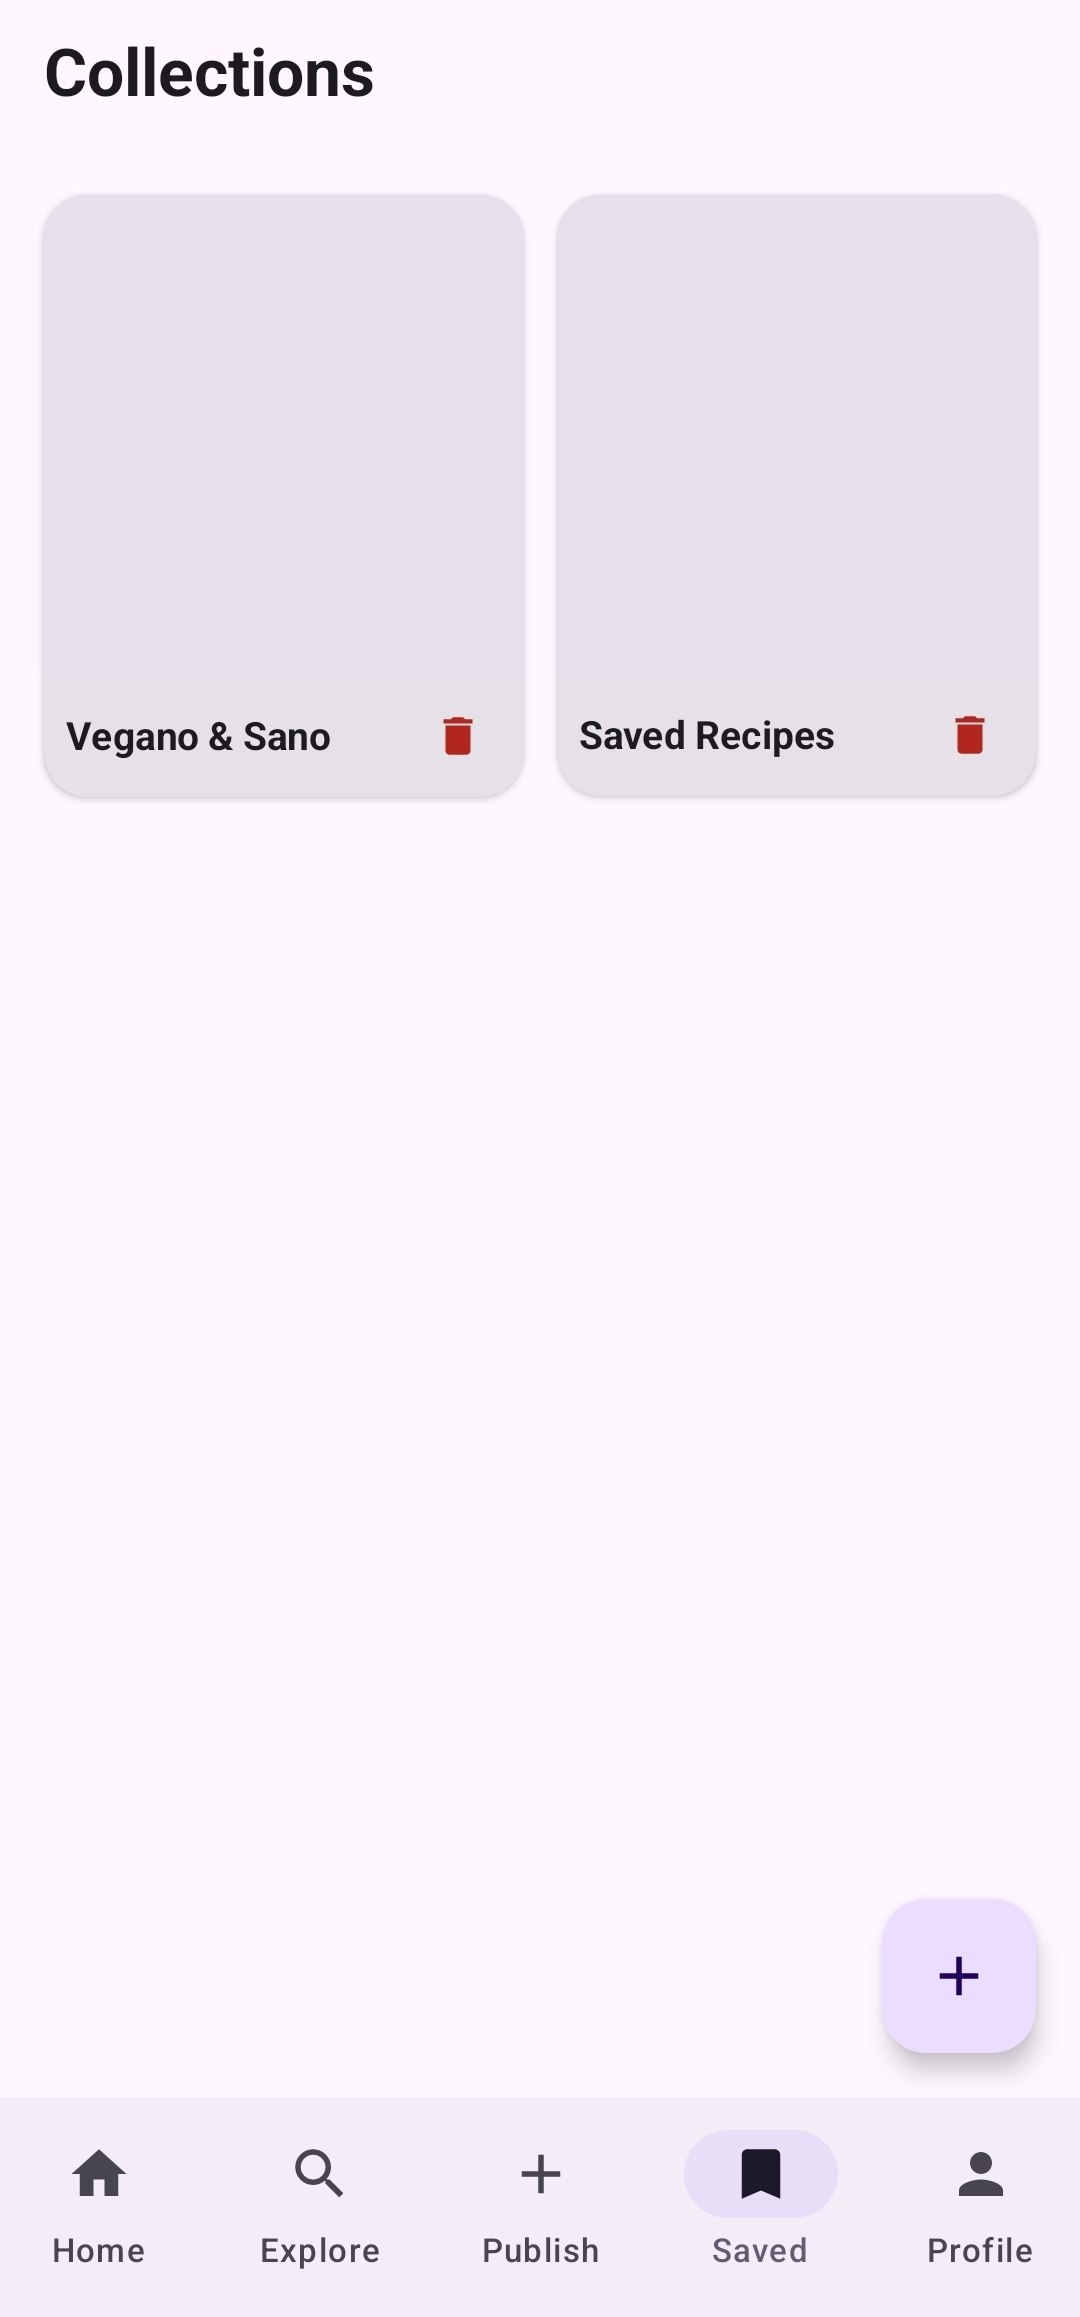 Collections
Vegano & Sano
Saved Recipes
Home
Explore
Publish
Saved
Profile